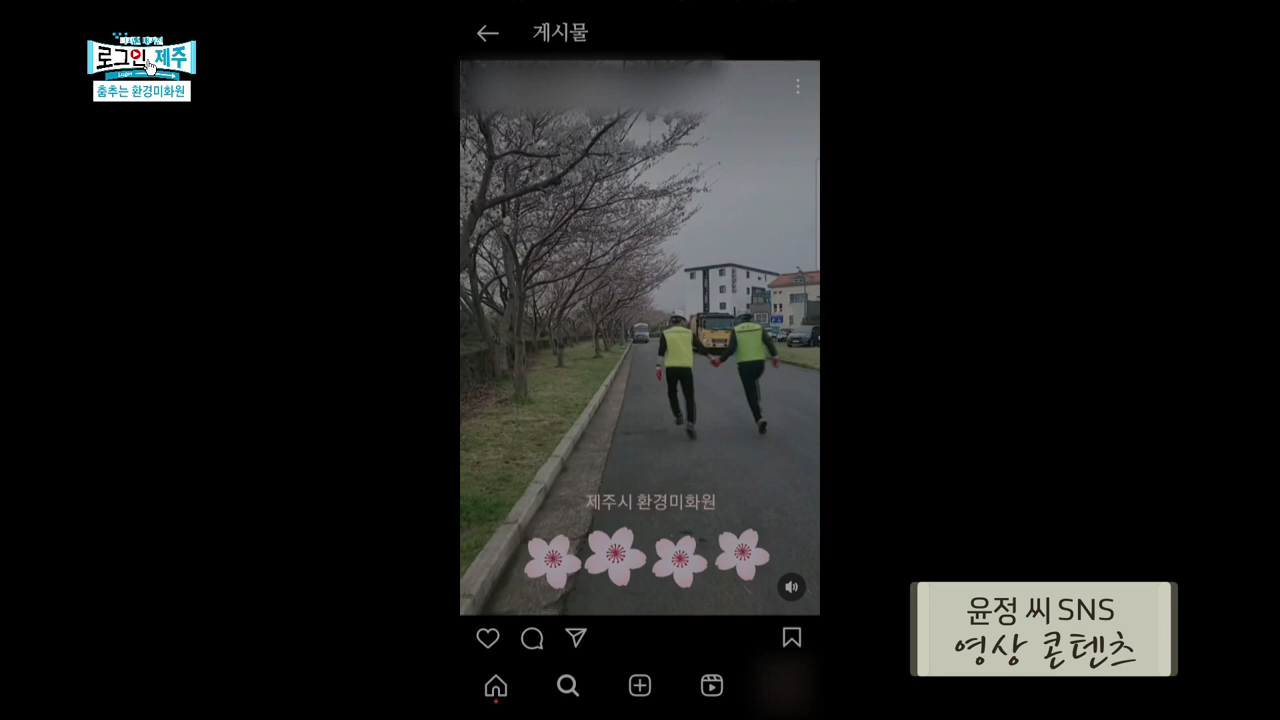 게시물
로그인 제주
Login
춤추는 환경미화원
제주시 환경미화원
윤정 씨 SNS
영상 콘텐츠